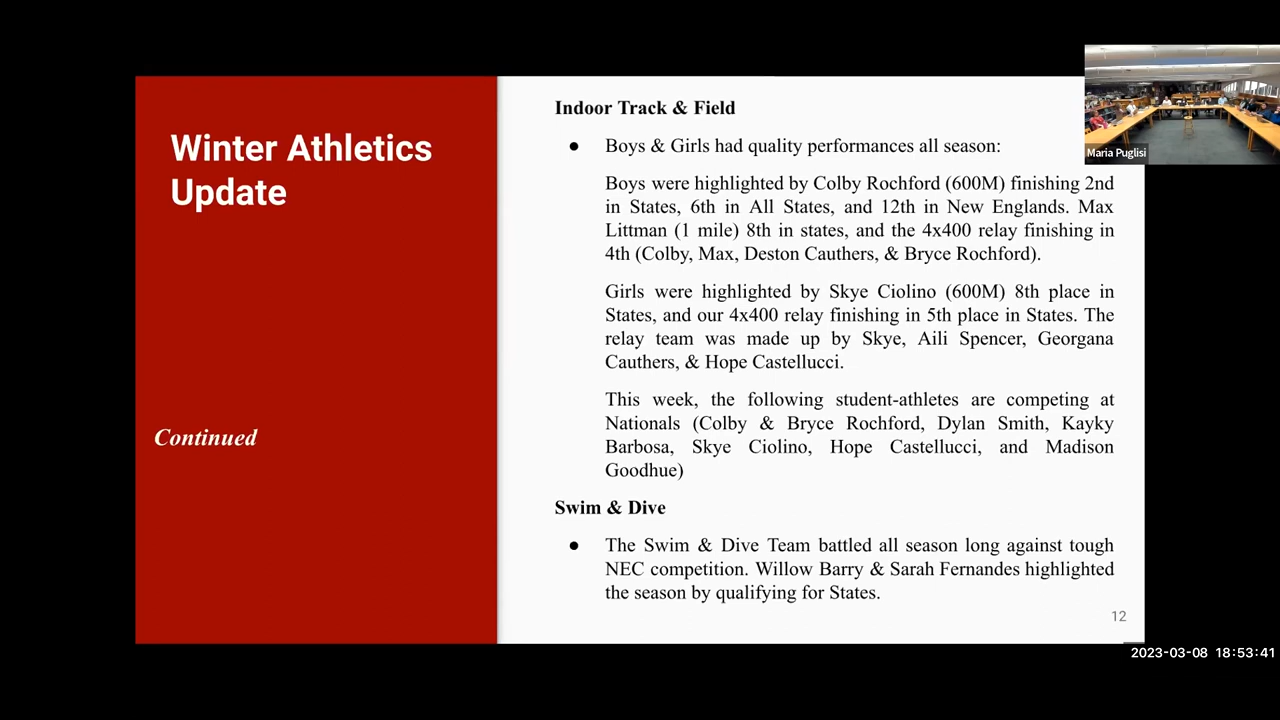 Winter Athletics
Update
Continued
Indoor Track & Field
● Boys & Girls had quality performances all season:
Boys were highlighted by Colby Rochford (600M) finishing 2nd
in States, 6th in All States, and 12th in New Englands. Max
Littman (1 mile) 8th in states, and the 4x400 relay finishing in
4th (Colby, Max, Deston Cauthers, & Bryce Rochford).
Girls were highlighted by Skye Ciolino (600M) 8th place in
States, and our 4x400 relay finishing in 5th place in States. The
relay team was made up by Skye, Aili Spencer, Georgana
Cauthers, & Hope Castellucci.
This week, the following student-athletes are competing at
Nationals (Colby & Bryce Rochford, Dylan Smith, Kayky
Barbosa, Skye Ciolino, Hope Castellucci, and Madison
Goodhue)
Swim & Dive
● The Swim & Dive Team battled all season long against tough
NEC competition. Willow Barry & Sarah Fernandes highlighted
the season by qualifying for States.
12
Maria Puglisi
2023-03-08 18:53:41